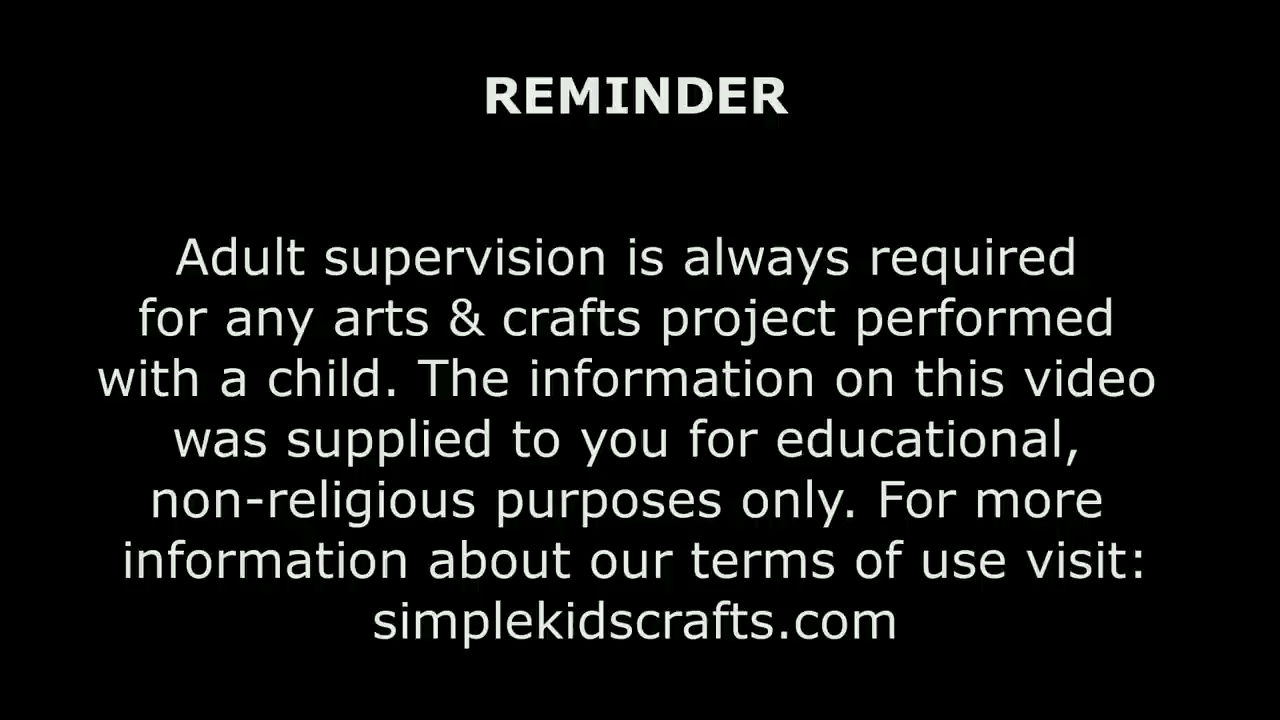 REMINDER
Adult supervision is always required
for any arts & crafts project performed
with a child. The information on this video
was supplied to you for educational,
non-religious purposes only. For more
information about our terms of use visit:
simplekidscrafts.com